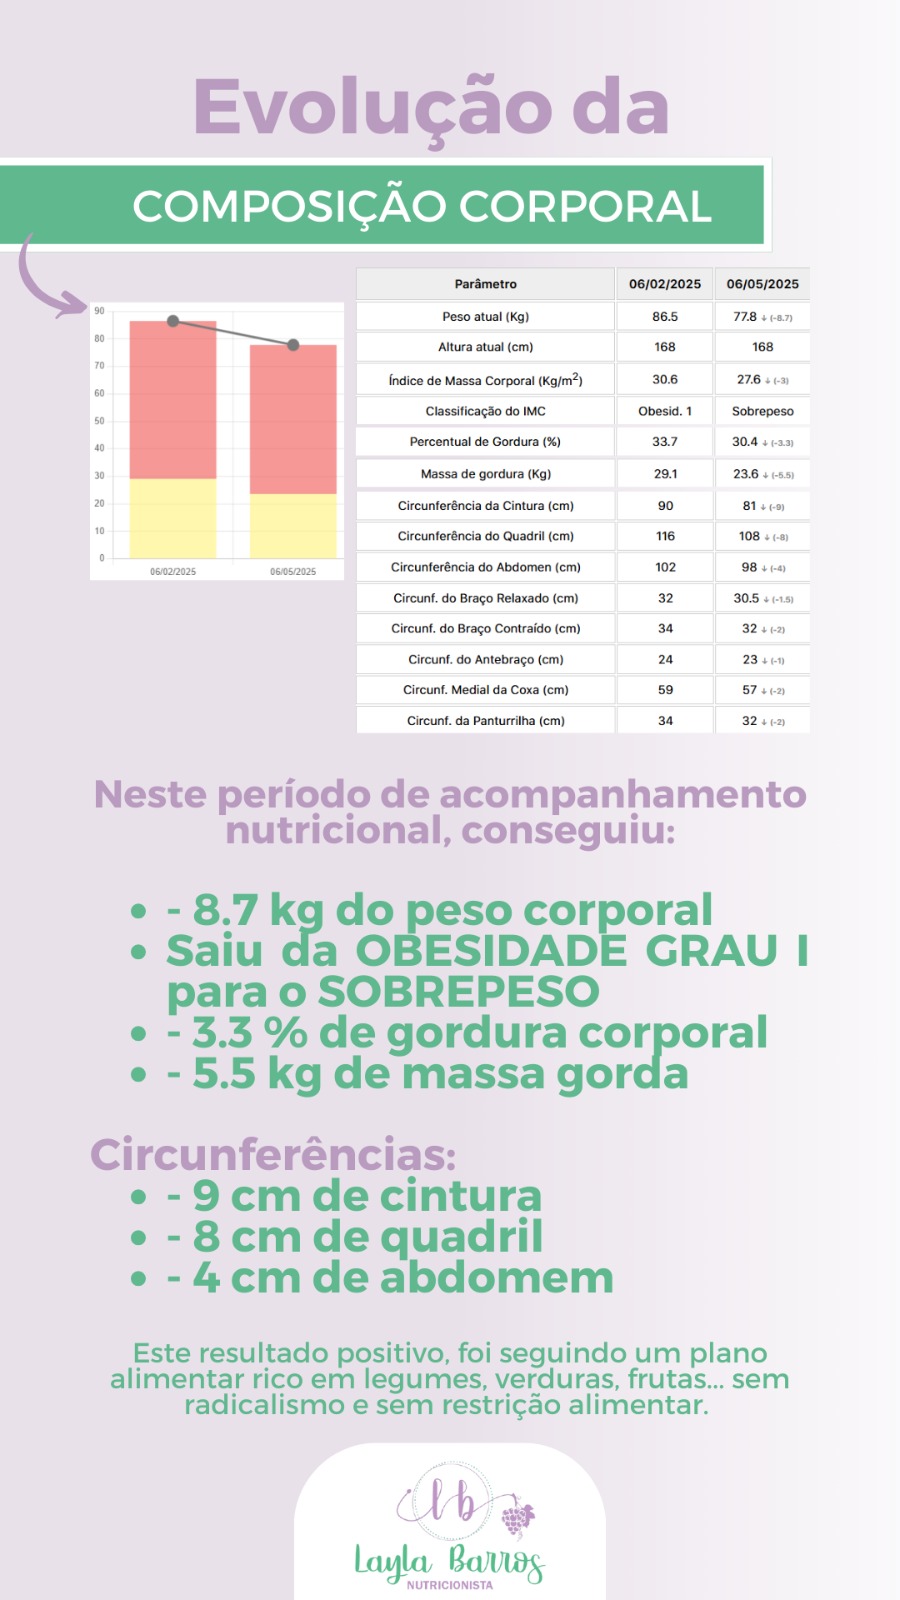 Evolução da
COMPOSIÇÃO CORPORAL
90
80
70
60
50
40
30
20
10
0
06/02/2025 06/05/2025
Parâmetro 06/02/2025 06/05/2025
Peso atual (Kg) 86.5 77.8 ↓ (-8.7)
Altura atual (cm) 168 168
Índice de Massa Corporal (Kg/m²) 30.6 27.6 ↓ (-3)
Classificação do IMC Obesid. 1 Sobrepeso
Percentual de Gordura (%) 33.7 30.4 ↓ (-3.3)
Massa de gordura (Kg) 29.1 23.6 ↓ (-5.5)
Circunferência da Cintura (cm) 90 81 ↓ (-9)
Circunferência do Quadril (cm) 116 108 ↓ (-8)
Circunferência do Abdomen (cm) 102 98 ↓ (-4)
Circunf. do Braço Relaxado (cm) 32 30.5 ↓ (-1.5)
Circunf. do Braço Contraído (cm) 34 32 ↓ (-2)
Circunf. do Antebraço (cm) 24 23 ↓ (-1)
Circunf. Medial da Coxa (cm) 59 57 ↓ (-2)
Circunf. da Panturrilha (cm) 34 32 ↓ (-2)
Neste período de acompanhamento
nutricional, conseguiu:
• - 8.7 kg do peso corporal
• Saiu da OBESIDADE GRAU I
para o SOBREPESO
• - 3.3 % de gordura corporal
• - 5.5 kg de massa gorda
Circunferências:
• - 9 cm de cintura
• - 8 cm de quadril
• - 4 cm de abdomem
Este resultado positivo, foi seguindo um plano
alimentar rico em legumes, verduras, frutas... sem
radicalismo e sem restrição alimentar.
lb
Layla Barros
NUTRICIONISTA